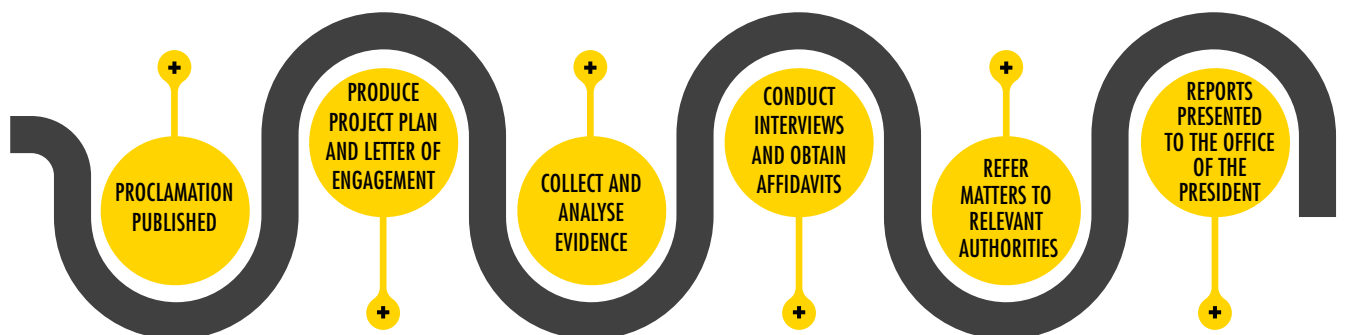 PROCLAMATION
PUBLISHED
PRODUCE
PROJECT PLAN
AND LETTER OF
ENGAGEMENT
COLLECT AND
ANALYSE
EVIDENCE
CONDUCT
INTERVIEWS
AND OBTAIN
AFFIDAVITS
REFER
MATTERS TO
RELEVANT
AUTHORITIES
REPORTS
PRESENTED
TO THE OFFICE
OF THE
PRESIDENT